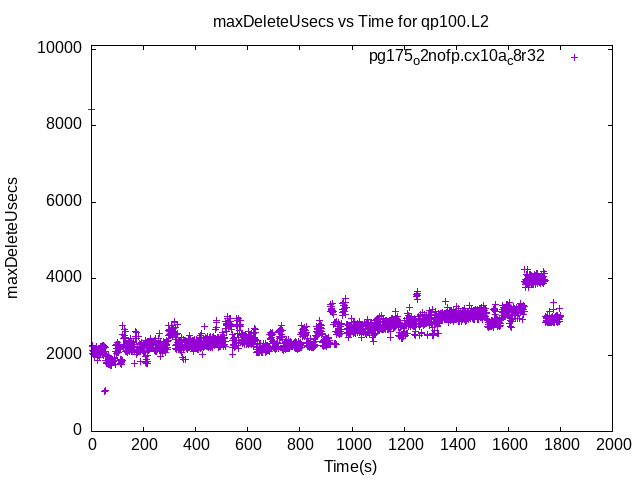 maxDeleteUsecs vs Time for qp100.L2
pg175o2nofp.cx10ac8r32
10000
8000
6000
4000
2000
0
maxDeleteUsecs
0 200 400 600 800 1000 1200 1400 1600 1800 2000
Time(s)